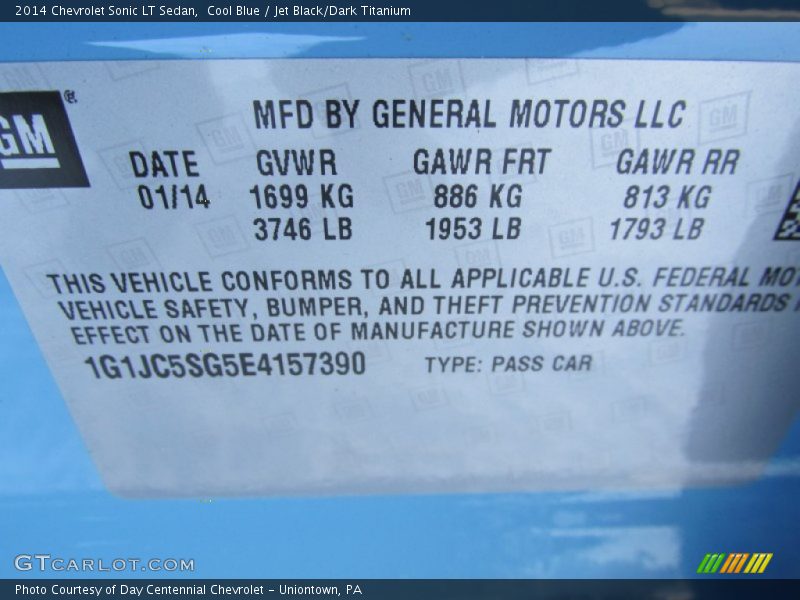 2014 Chevrolet Sonic LT Sedan, Cool Blue / Jet Black/Dark Titanium
GM ®
MFD BY GENERAL MOTORS LLC
DATE GVWR GAWR FRT GAWR RR
01/14 1699 KG 886 KG 813 KG
3746 LB 1953 LB 1793 LB
THIS VEHICLE CONFORMS TO ALL APPLICABLE U.S. FEDERAL MO
VEHICLE SAFETY, BUMPER, AND THEFT PREVENTION STANDARDS
EFFECT ON THE DATE OF MANUFACTURE SHOWN ABOVE.
1G1JC5SG5E4157390 TYPE: PASS CAR
GTCARLOT.COM
Photo Courtesy of Day Centennial Chevrolet - Uniontown, PA